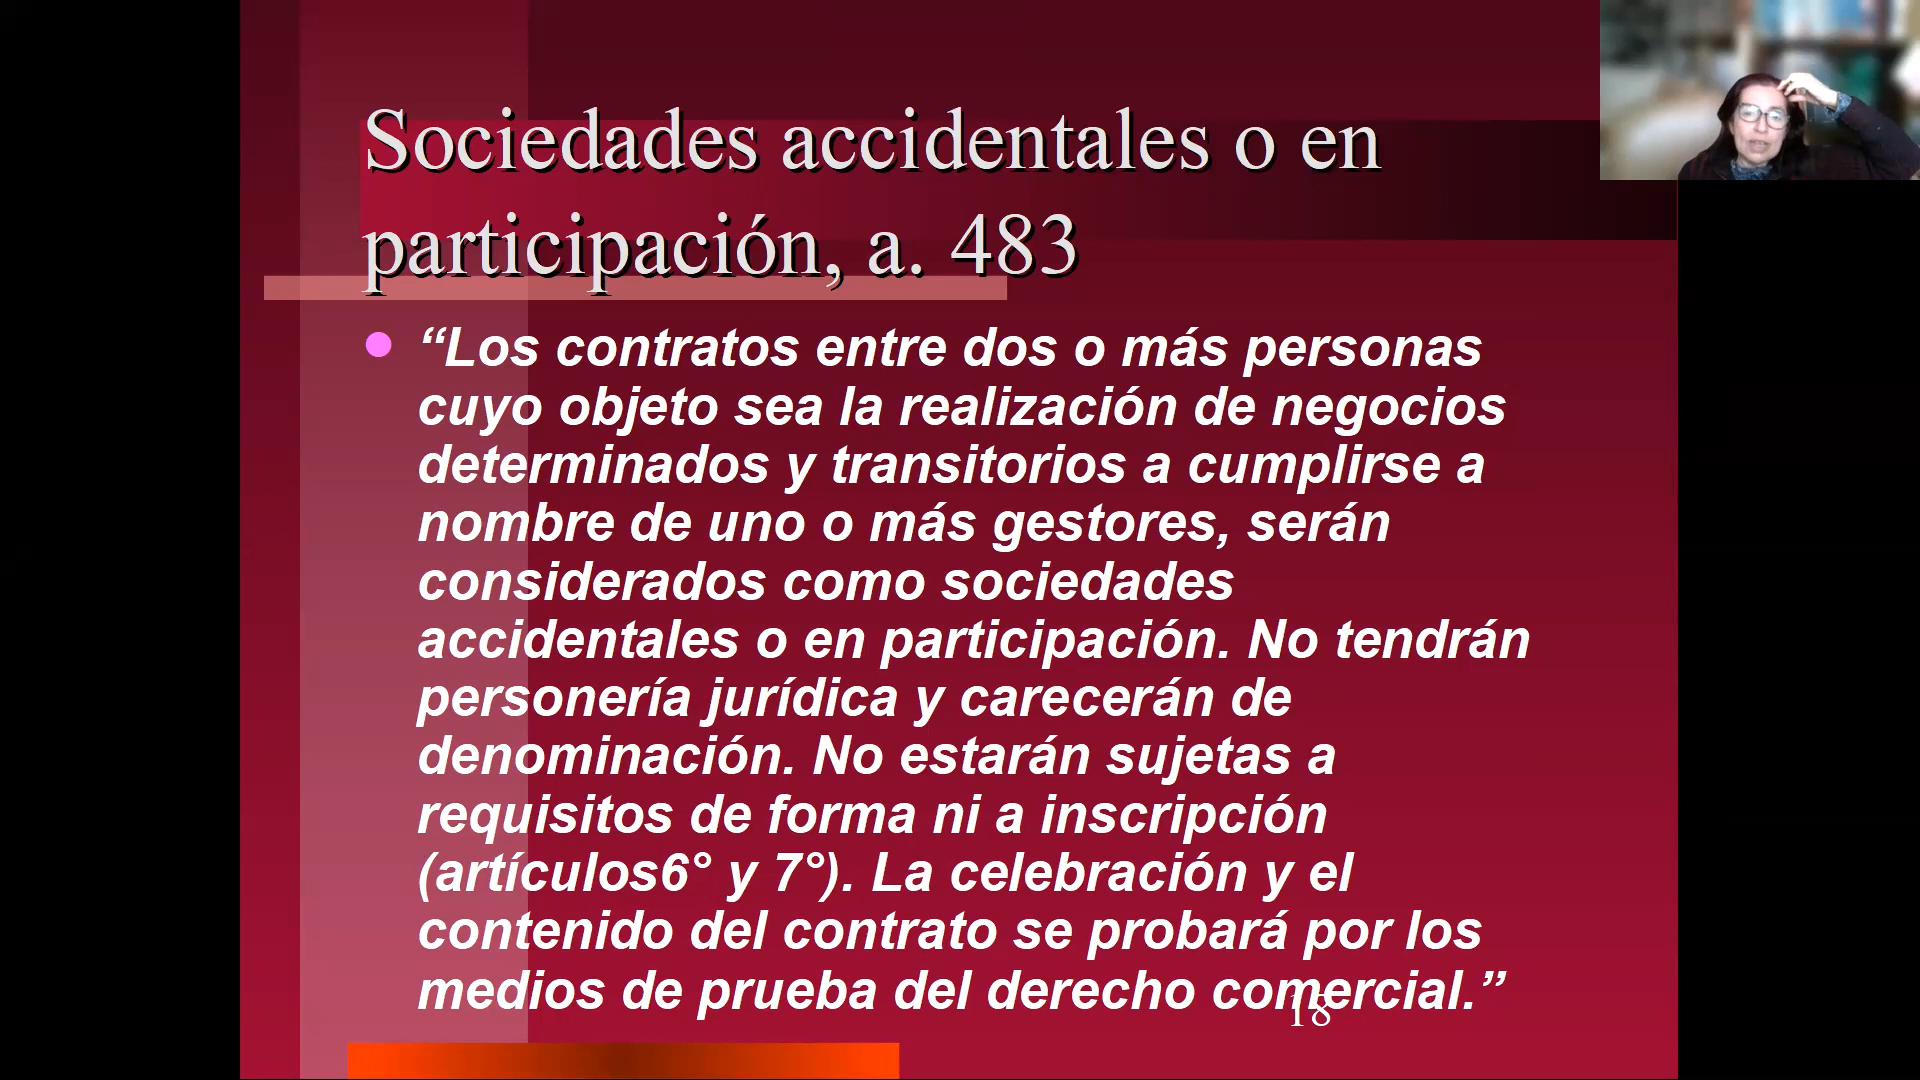 Sociedades accidentales o en
participación, a. 483
“Los contratos entre dos o más personas
cuyo objeto sea la realización de negocios
determinados y transitorios a cumplirse a
nombre de uno o más gestores, serán
considerados como sociedades
accidentales o en participación. No tendrán
personería jurídica y carecerán de
denominación. No estarán sujetas a
requisitos de forma ni a inscripción
(artículos6° y 7°). La celebración y el
contenido del contrato se probará por los
medios de prueba del derecho comercial.”
18